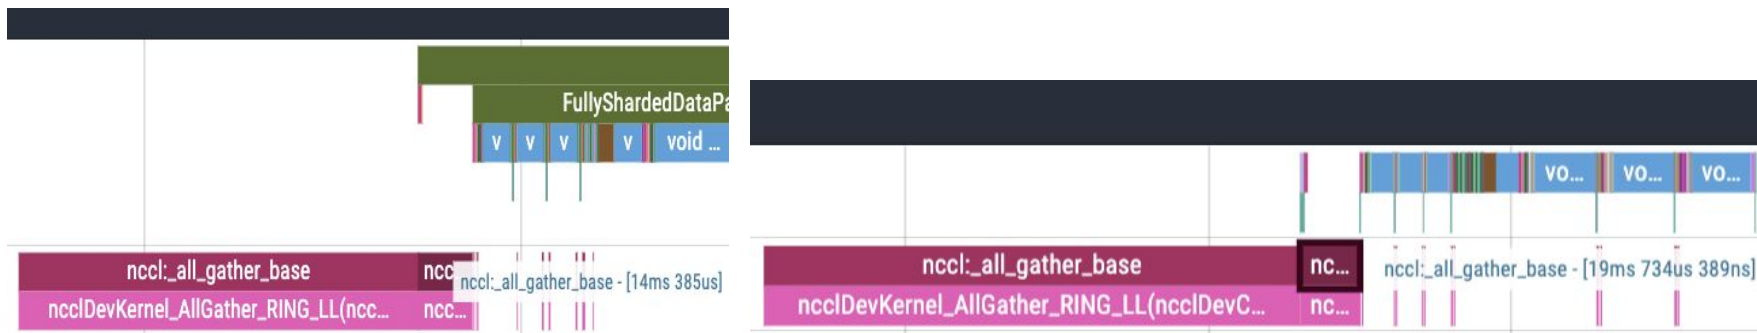 FullyShardedDataPa
v v v v void ...
nccl:_all_gather_base ncc
nccl:_all_gather_base - [14ms 385us]
ncclDevKernel_AllGather_RING_LL(ncc... ncc...
vo... vo... vo...
nccl:_all_gather_base nc...
nccl:_all_gather_base - [19ms 734us 389ns]
ncclDevKernel_AllGather_RING_LL(ncclDevC... nc...